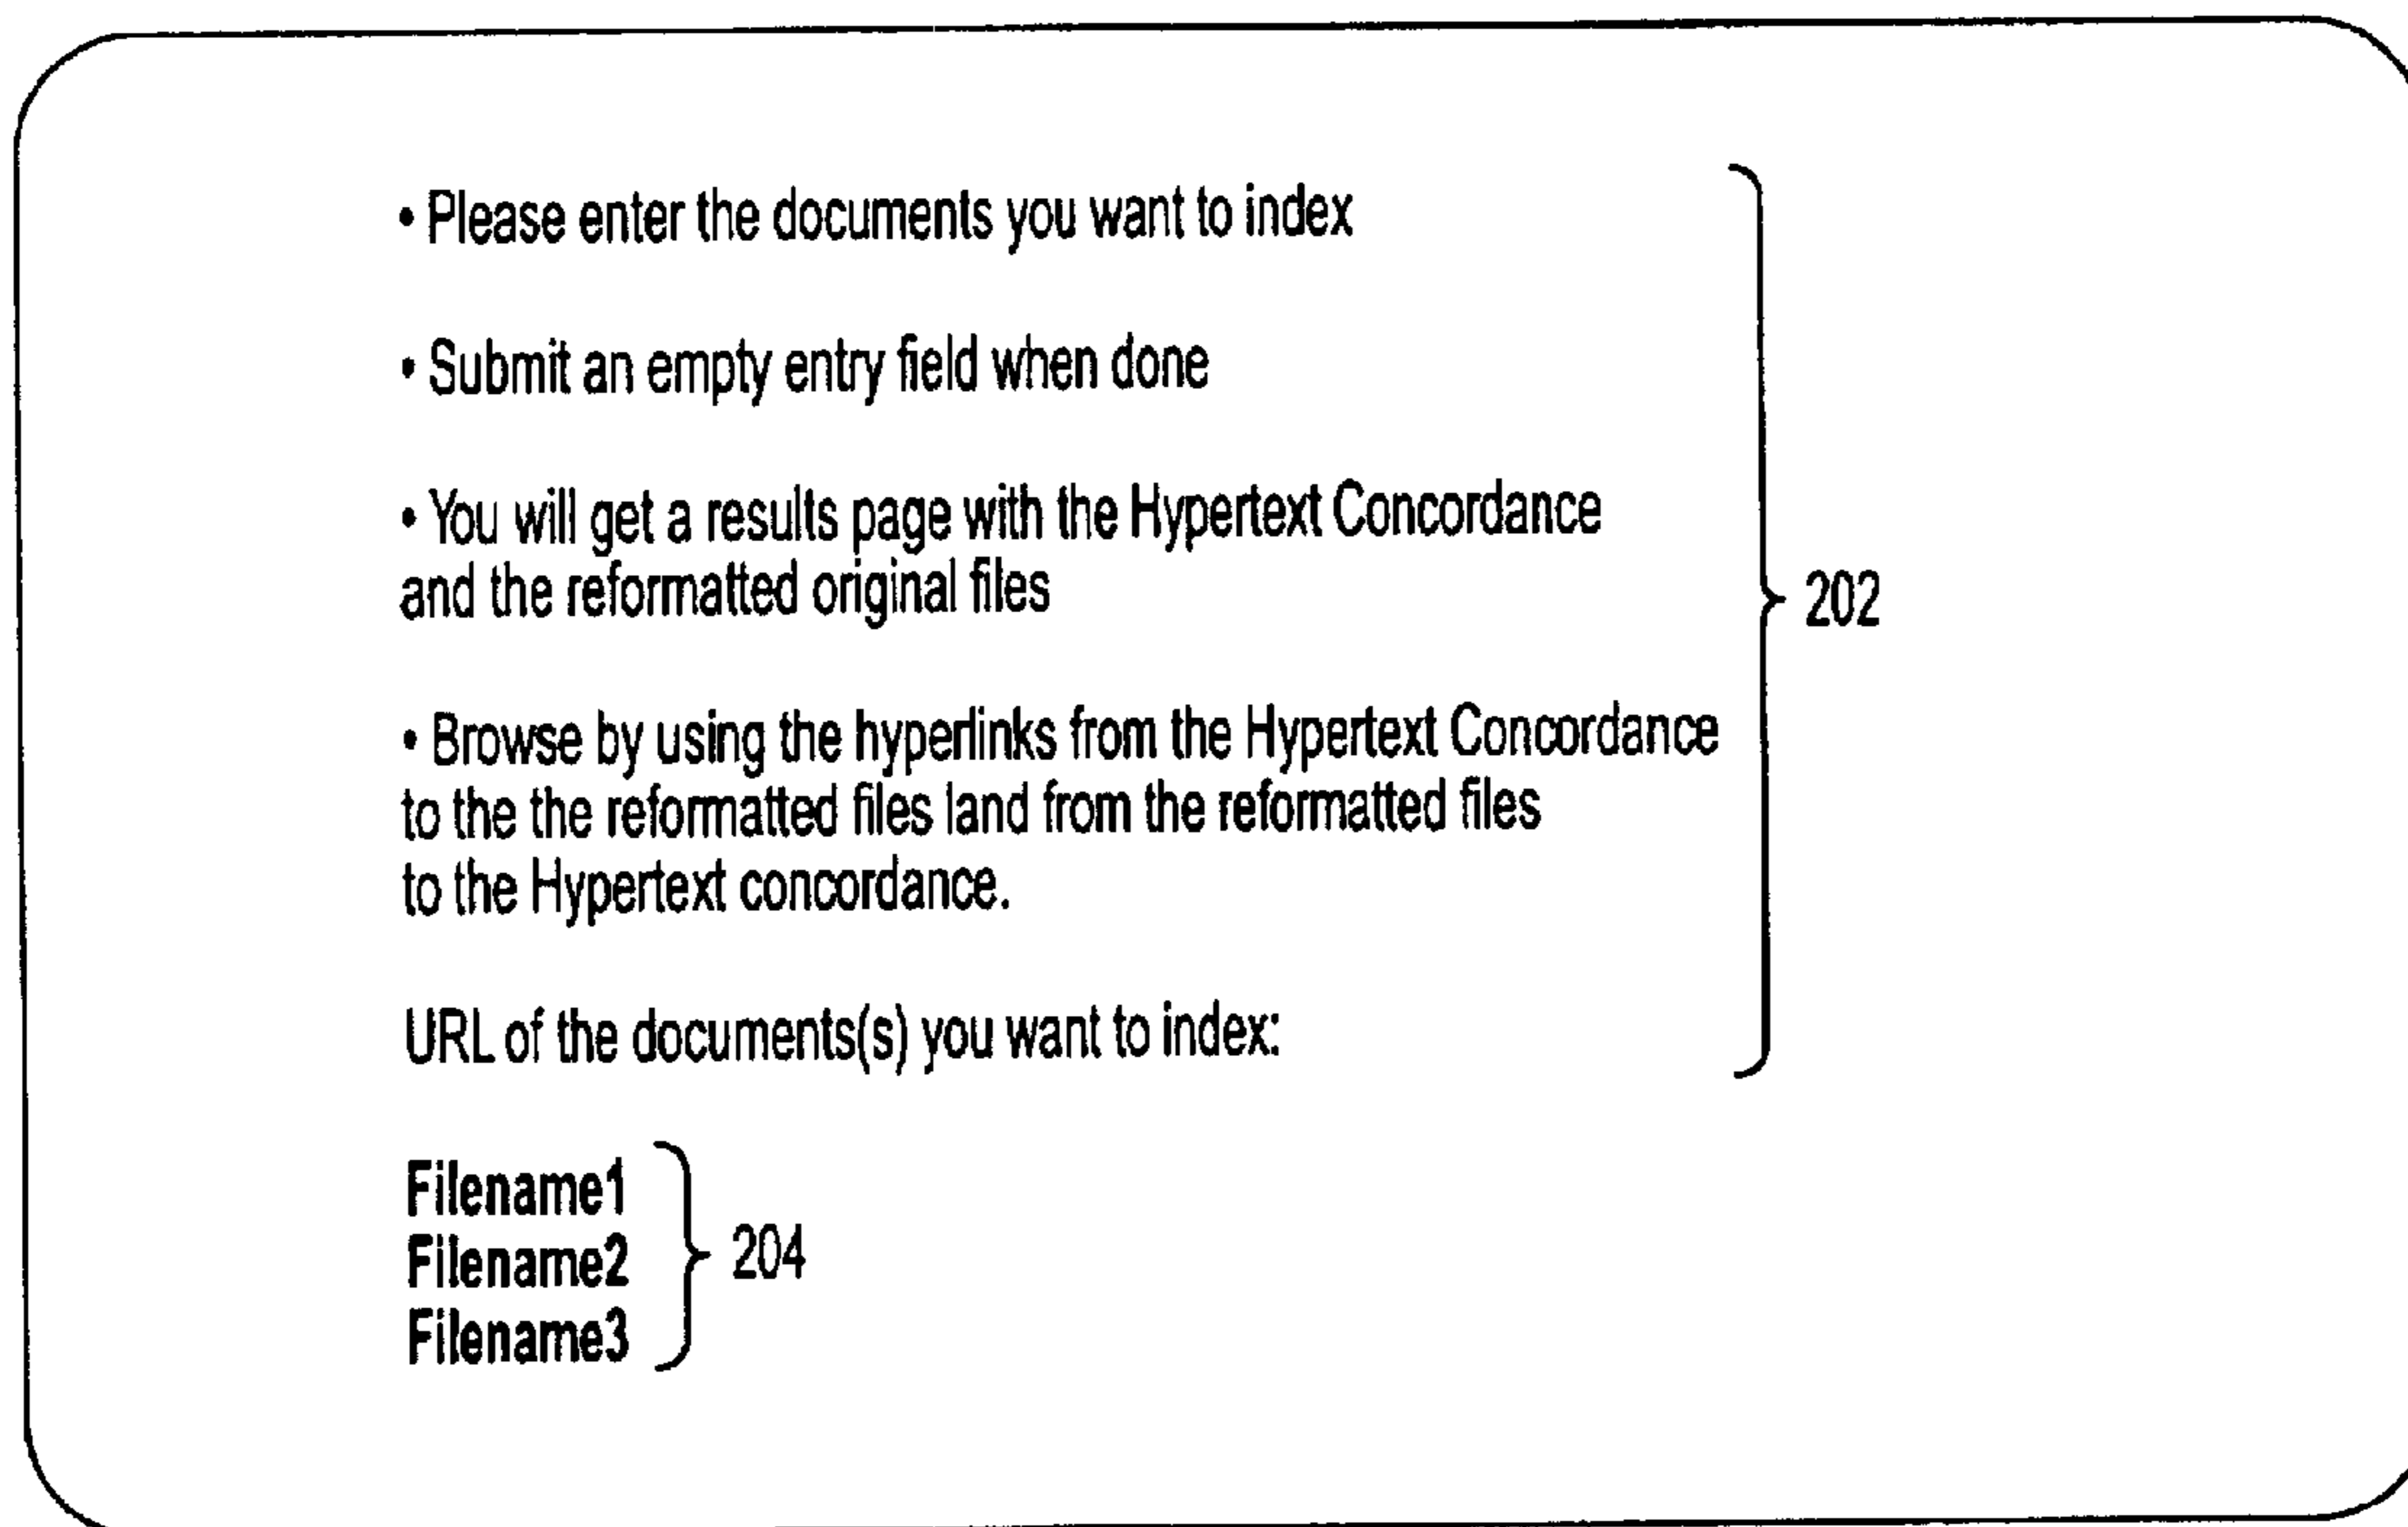 • Please enter the documents you want to index
• Submit an empty entry field when done
• You will get a results page with the Hypertext Concordance
and the reformatted original files
202
• Browse by using the hyperlinks from the Hypertext Concordance
to the the reformatted files land from the reformatted files
to the Hypertext concordance.
URL of the documents(s) you want to index:
Filename1
Filename2
204
Filename3